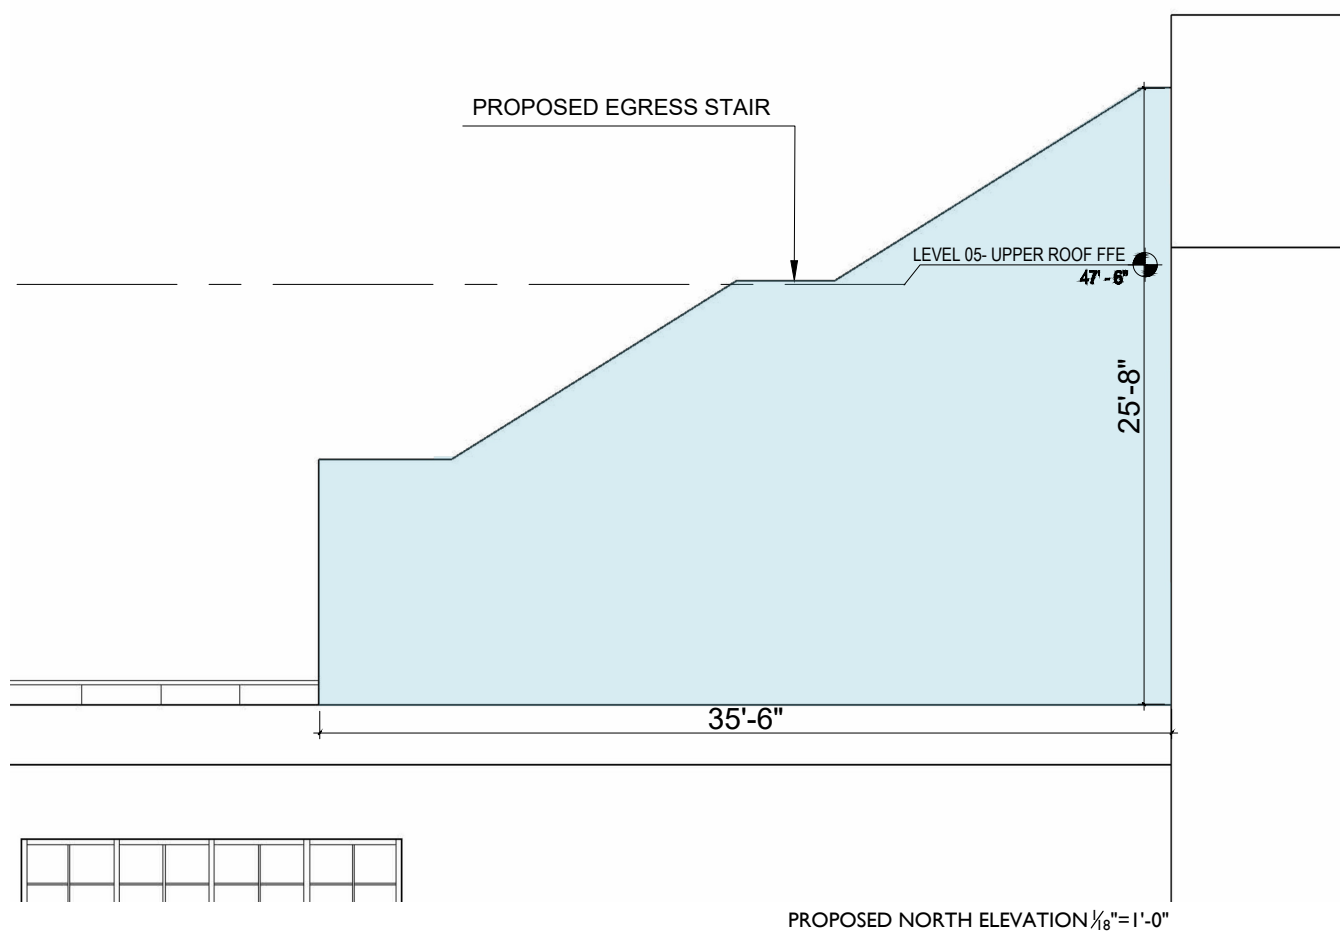 PROPOSED EGRESS STAIR
LEVEL 05- UPPER ROOF FFE
47' - 6"
25'-8"
35'-6"
PROPOSED NORTH ELEVATION 1/18"=1'-0"